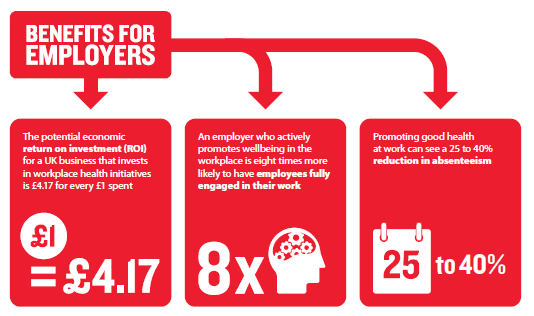 BENEFITS FOR
EMPLOYERS
The potential economic
return on investment (ROI)
for a UK business that invests
in workplace health initiatives
is £4.17 for every £1 spent
£1
= £4.17
An employer who actively
promotes wellbeing in the
workplace is eight times more
likely to have employees fully
engaged in their work
8x
Promoting good health
at work can see a 25 to 40%
reduction in absenteeism
25 to 40%